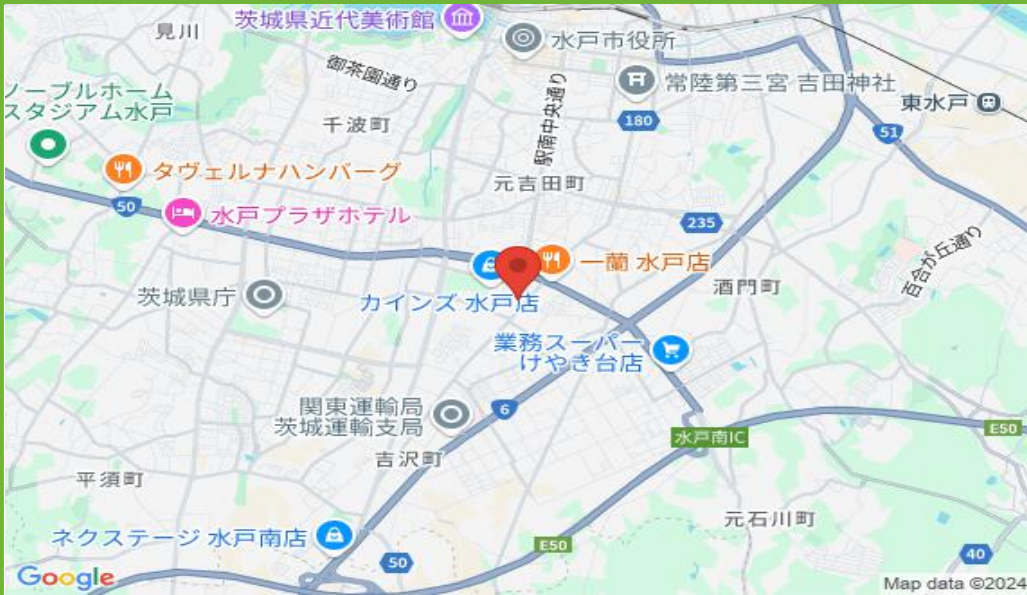 茨城県近代美術館
見川
水戸市役所
御茶園通り
ノーブルホーム
スタジアム水戸
常陸第三宮 吉田神社
東水戸
千波町
駅南中央通り
180
51
タヴェルナハンバーグ
元吉田町
50
水戸プラザホテル
235
百合が丘通り
一蘭 水戸店
茨城県庁
カインズ 水戸店
酒門町
業務スーパー
けやき台店
関東運輸局
茨城運輸支局
6
水戸南IC
E50
吉沢町
平須町
元石川町
ネクステージ 水戸南店
E50
50
40
Google
Map data ©2024